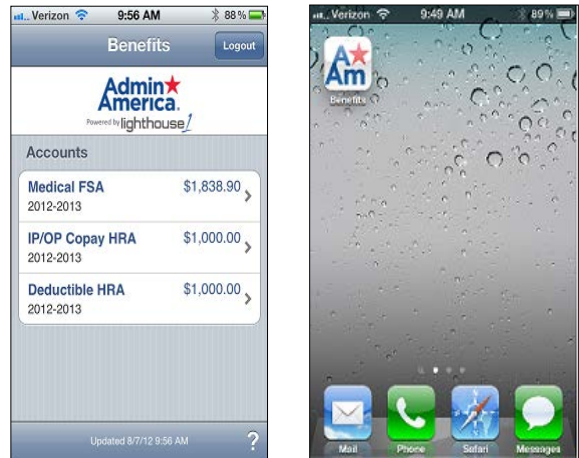 Verizon 9:56 AM 88%
Benefits Logout
Admin
America.
Powered by lighthouse1
Accounts
Medical FSA $1,838.90
2012-2013
IP/OP Copay HRA $1,000.00
2012-2013
Deductible HRA $1,000.00
2012-2013
Updated 8/7/12 9:56 AM ?
Verizon 9:49 AM 89%
A
Am
Benefits
Mail Phone Safari Messages